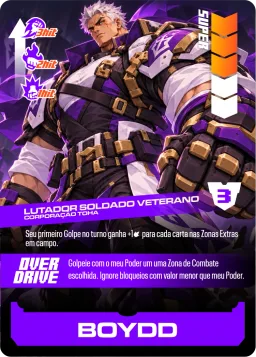 3hit
2hit
1hit
SUPER
3
LUTADOR SOLDADO VETERANO
CORPORAÇÃO TOHA
Seu primeiro Golpe no turno ganha +1 para cada carta nas Zonas Extras
em campo.
OVER
DRIVE
Golpeie com o meu Poder um uma Zona de Combate
escolhida. Ignore bloqueios com valor menor que meu Poder.
BOYDD